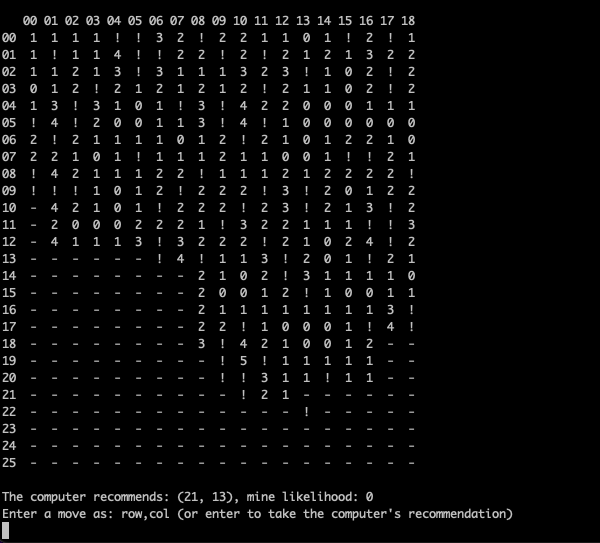 00 01 02 03 04 05 06 07 08 09 10 11 12 13 14 15 16 17 18
00 1 1 1 1 ! ! 3 2 ! 2 2 1 1 0 1 ! 2 ! 1
01 1 ! 1 1 4 ! ! 2 2 ! 2 ! 2 1 2 1 3 2 2
02 1 1 2 1 3 ! 3 1 1 1 3 2 3 ! 1 0 2 ! 2
03 0 1 2 ! 2 1 2 1 2 1 2 ! 2 1 1 0 2 ! 2
04 1 3 ! 3 1 0 1 ! 3 ! 4 2 2 0 0 0 1 1 1
05 ! 4 ! 2 0 0 1 1 3 ! 4 ! 1 0 0 0 0 0 0
06 2 ! 2 1 1 1 1 0 1 2 ! 2 1 0 1 2 2 1 0
07 2 2 1 0 1 ! 1 1 1 2 1 1 0 0 1 ! ! 2 1
08 ! 4 2 1 1 2 2 ! 1 1 1 1 2 1 2 2 2 2 !
09 ! ! ! 1 0 1 2 ! 2 2 2 ! 3 ! 2 0 1 2 2
10 - 4 2 1 0 1 ! 2 2 2 ! 2 3 ! 2 1 3 ! 2
11 - 2 0 0 0 2 2 2 1 ! 3 2 2 1 1 1 ! ! 3
12 - 4 1 1 1 3 ! 3 2 2 2 ! 2 1 0 2 4 ! 2
13 - - - - - - ! 4 ! 1 1 3 ! 2 0 1 ! 2 1
14 - - - - - - - - 2 1 0 2 ! 3 1 1 1 1 0
15 - - - - - - - - 2 0 0 1 2 ! 1 0 0 1 1
16 - - - - - - - - 2 1 1 1 1 1 1 1 1 3 !
17 - - - - - - - - 2 2 ! 1 0 0 0 1 ! 4 !
18 - - - - - - - - 3 ! 4 2 1 0 0 1 2 - -
19 - - - - - - - - - ! 5 ! 1 1 1 1 1 - -
20 - - - - - - - - - ! ! 3 1 1 ! 1 1 - -
21 - - - - - - - - - - ! 2 1 - - - - - -
22 - - - - - - - - - - - - - ! - - - - -
23 - - - - - - - - - - - - - - - - - - -
24 - - - - - - - - - - - - - - - - - - -
25 - - - - - - - - - - - - - - - - - - -
The computer recommends: (21, 13), mine likelihood: 0
Enter a move as: row,col (or enter to take the computer's recommendation)